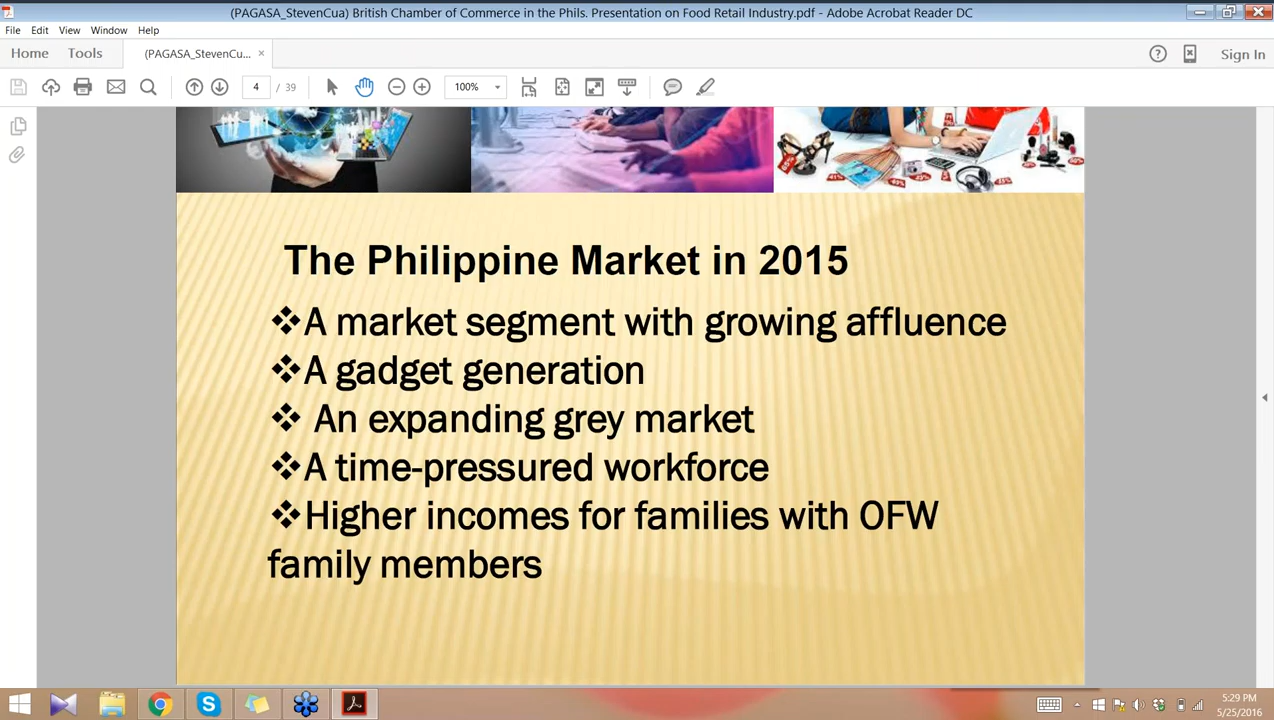 (PAGASA_StevenCua) British Chamber of Commerce in the Phils. Presentation on Food Retail Industry.pdf - Adobe Acrobat Reader DC
File Edit View Window Help
Home Tools (PAGASA_StevenCu... × Sign In
4 / 39 100%
The Philippine Market in 2015
❖A market segment with growing affluence
❖A gadget generation
❖ An expanding grey market
❖A time-pressured workforce
❖Higher incomes for families with OFW
family members
5:29 PM
5/25/2016